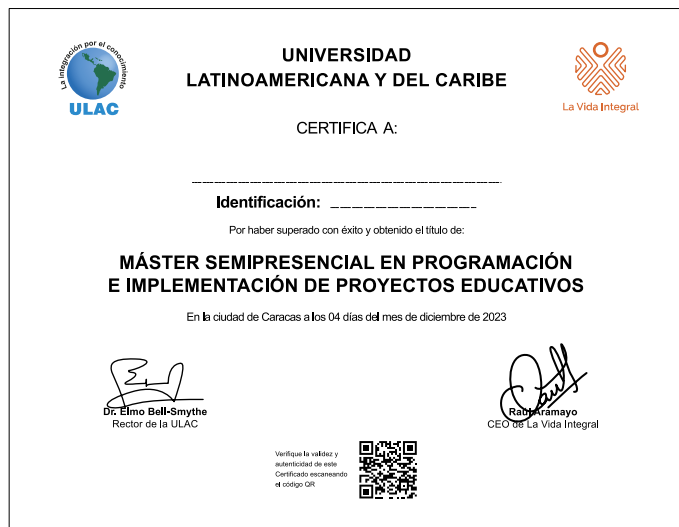 La integración por el conocimiento
ULAC
UNIVERSIDAD
LATINOAMERICANA Y DEL CARIBE
La Vida Integral
CERTIFICA A:
Identificación:
Por haber superado con éxito y obtenido el título de:
MÁSTER SEMIPRESENCIAL EN PROGRAMACIÓN
E IMPLEMENTACIÓN DE PROYECTOS EDUCATIVOS
En la ciudad de Caracas a los 04 días del mes de diciembre de 2023
Dr. Elmo Bell-Smythe
Rector de la ULAC
Raúl Aramayo
CEO de La Vida Integral
Verifique la validez y
autenticidad de este
Certificado escaneando
el código QR